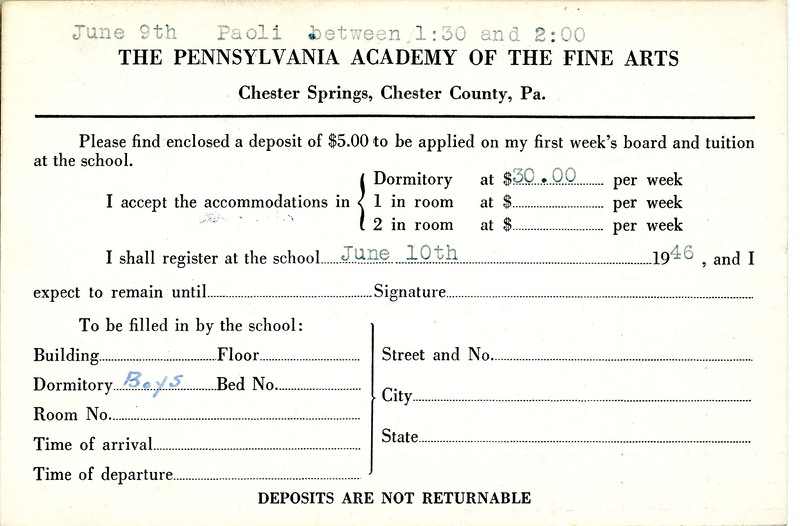 June 9th Paoli between 1:30 and 2:00
THE PENNSYLVANIA ACADEMY OF THE FINE ARTS
Chester Springs, Chester County, Pa.
Please find enclosed a deposit of $5.00 to be applied on my first week's board and tuition
at the school.
I accept the accommodations in
Dormitory at $30.00 per week
1 in room at $ per week
2 in room at $ per week
I shall register at the school June 10th 1946, and I
expect to remain until Signature
To be filled in by the school:
Building Floor
Dormitory Boys Bed No.
Room No.
Time of arrival
Time of departure
Street and No.
City
State
DEPOSITS ARE NOT RETURNABLE